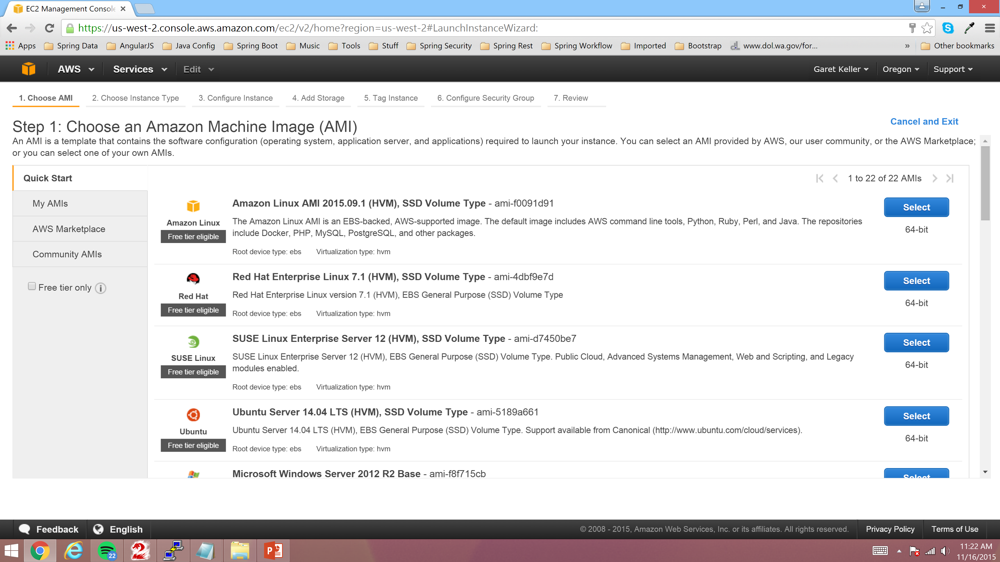 EC2 Management Console
https://us-west-2.console.aws.amazon.com/ec2/v2/home?region=us-west-2#LaunchInstanceWizard:
Apps Spring Data AngularJS Java Config Spring Boot Music Tools Stuff Spring Security Spring Rest Spring Workflow Imported Bootstrap www.dol.wa.gov/for... » Other bookmarks
AWS Services Edit Garet Keller Oregon Support
1. Choose AMI 2. Choose Instance Type 3. Configure Instance 4. Add Storage 5. Tag Instance 6. Configure Security Group 7. Review
Step 1: Choose an Amazon Machine Image (AMI)
Cancel and Exit
An AMI is a template that contains the software configuration (operating system, application server, and applications) required to launch your instance. You can select an AMI provided by AWS, our user community, or the AWS Marketplace;
or you can select one of your own AMIs.
Quick Start
My AMIs
AWS Marketplace
Community AMIs
Free tier only
1 to 22 of 22 AMIs
Amazon Linux
Free tier eligible
Amazon Linux AMI 2015.09.1 (HVM), SSD Volume Type - ami-f0091d91
The Amazon Linux AMI is an EBS-backed, AWS-supported image. The default image includes AWS command line tools, Python, Ruby, Perl, and Java. The repositories
include Docker, PHP, MySQL, PostgreSQL, and other packages.
Root device type: ebs Virtualization type: hvm
Select
64-bit
Red Hat
Free tier eligible
Red Hat Enterprise Linux 7.1 (HVM), SSD Volume Type - ami-4dbf9e7d
Red Hat Enterprise Linux version 7.1 (HVM), EBS General Purpose (SSD) Volume Type
Root device type: ebs Virtualization type: hvm
Select
64-bit
SUSE Linux
Free tier eligible
SUSE Linux Enterprise Server 12 (HVM), SSD Volume Type - ami-d7450be7
SUSE Linux Enterprise Server 12 (HVM), EBS General Purpose (SSD) Volume Type. Public Cloud, Advanced Systems Management, Web and Scripting, and Legacy
modules enabled.
Root device type: ebs Virtualization type: hvm
Select
64-bit
Ubuntu
Free tier eligible
Ubuntu Server 14.04 LTS (HVM), SSD Volume Type - ami-5189a661
Ubuntu Server 14.04 LTS (HVM), EBS General Purpose (SSD) Volume Type. Support available from Canonical (http://www.ubuntu.com/cloud/services).
Root device type: ebs Virtualization type: hvm
Select
64-bit
Microsoft Windows Server 2012 R2 Base - ami-f8f715cb
Select
Feedback English © 2008 - 2015, Amazon Web Services, Inc. or its affiliates. All rights reserved. Privacy Policy Terms of Use
22
11:22 AM
11/16/2015